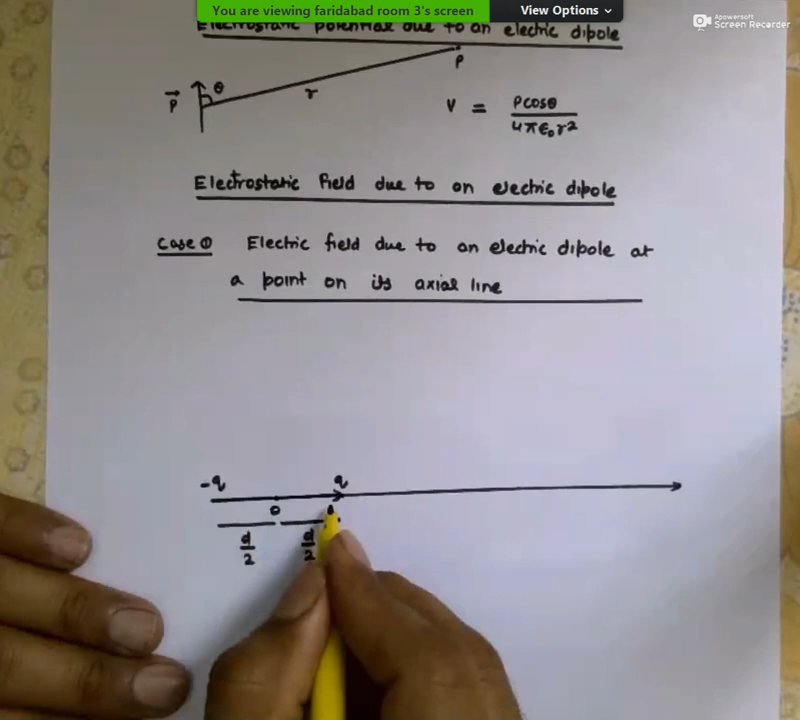 You are viewing faridabad room 3's screen
View Options
Apowersoft
Screen Recorder
Electrostatic potential due to an electric dipole
P
θ
r
→p
V = pcosθ / 4πϵ₀r²
Electrostatic Field due to an electric dipole
Case ① Electric field due to an electric dipole at
a point on its axial line
-q q
o
d/2 d/2